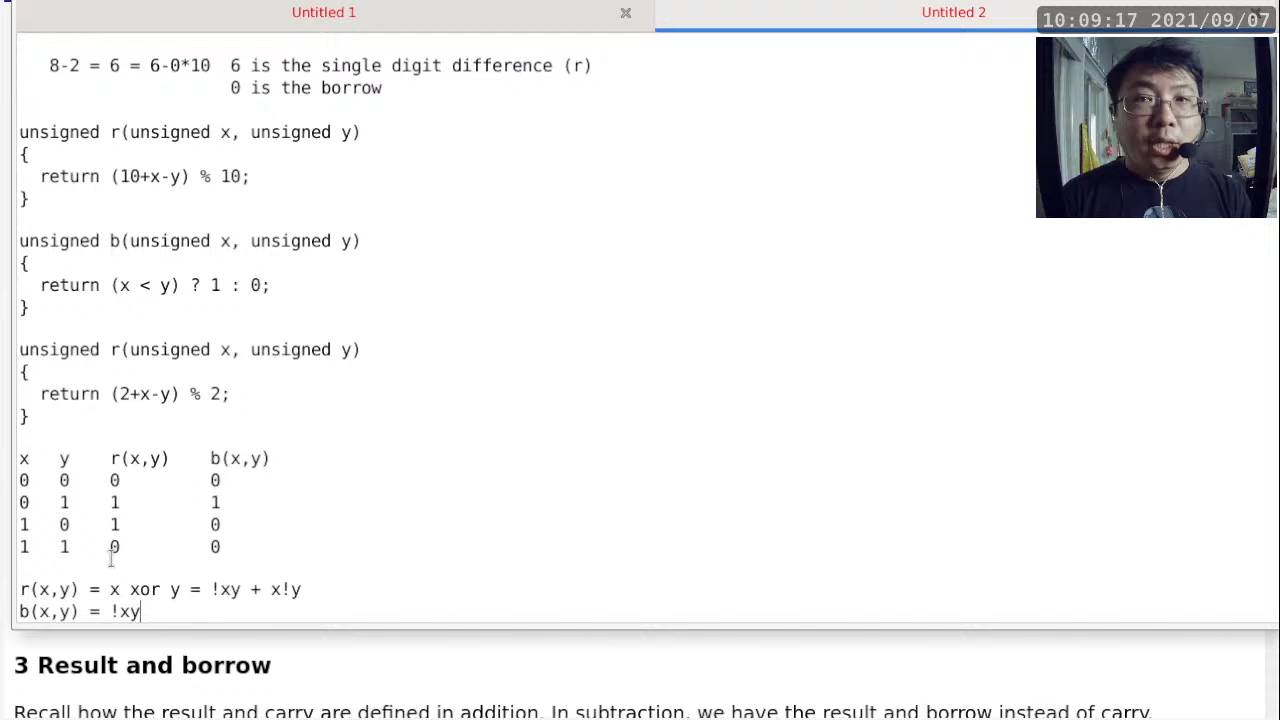 Untitled 1
Untitled 2
10:09:17 2021/09/07
8-2 = 6 = 6-0*10  6 is the single digit difference (r)
0 is the borrow
unsigned r(unsigned x, unsigned y)
{
return (10+x-y) % 10;
}
unsigned b(unsigned x, unsigned y)
{
return (x < y) ? 1 : 0;
}
unsigned r(unsigned x, unsigned y)
{
return (2+x-y) % 2;
}
x   y    r(x,y)    b(x,y)
0   0    0         0
0   1    1         1
1   0    1         0
1   1    0         0
r(x,y) = x xor y = !xy + x!y
b(x,y) = !xy
3 Result and borrow
Recall how the result and carry are defined in addition. In subtraction, we have the result and borrow instead of carry.